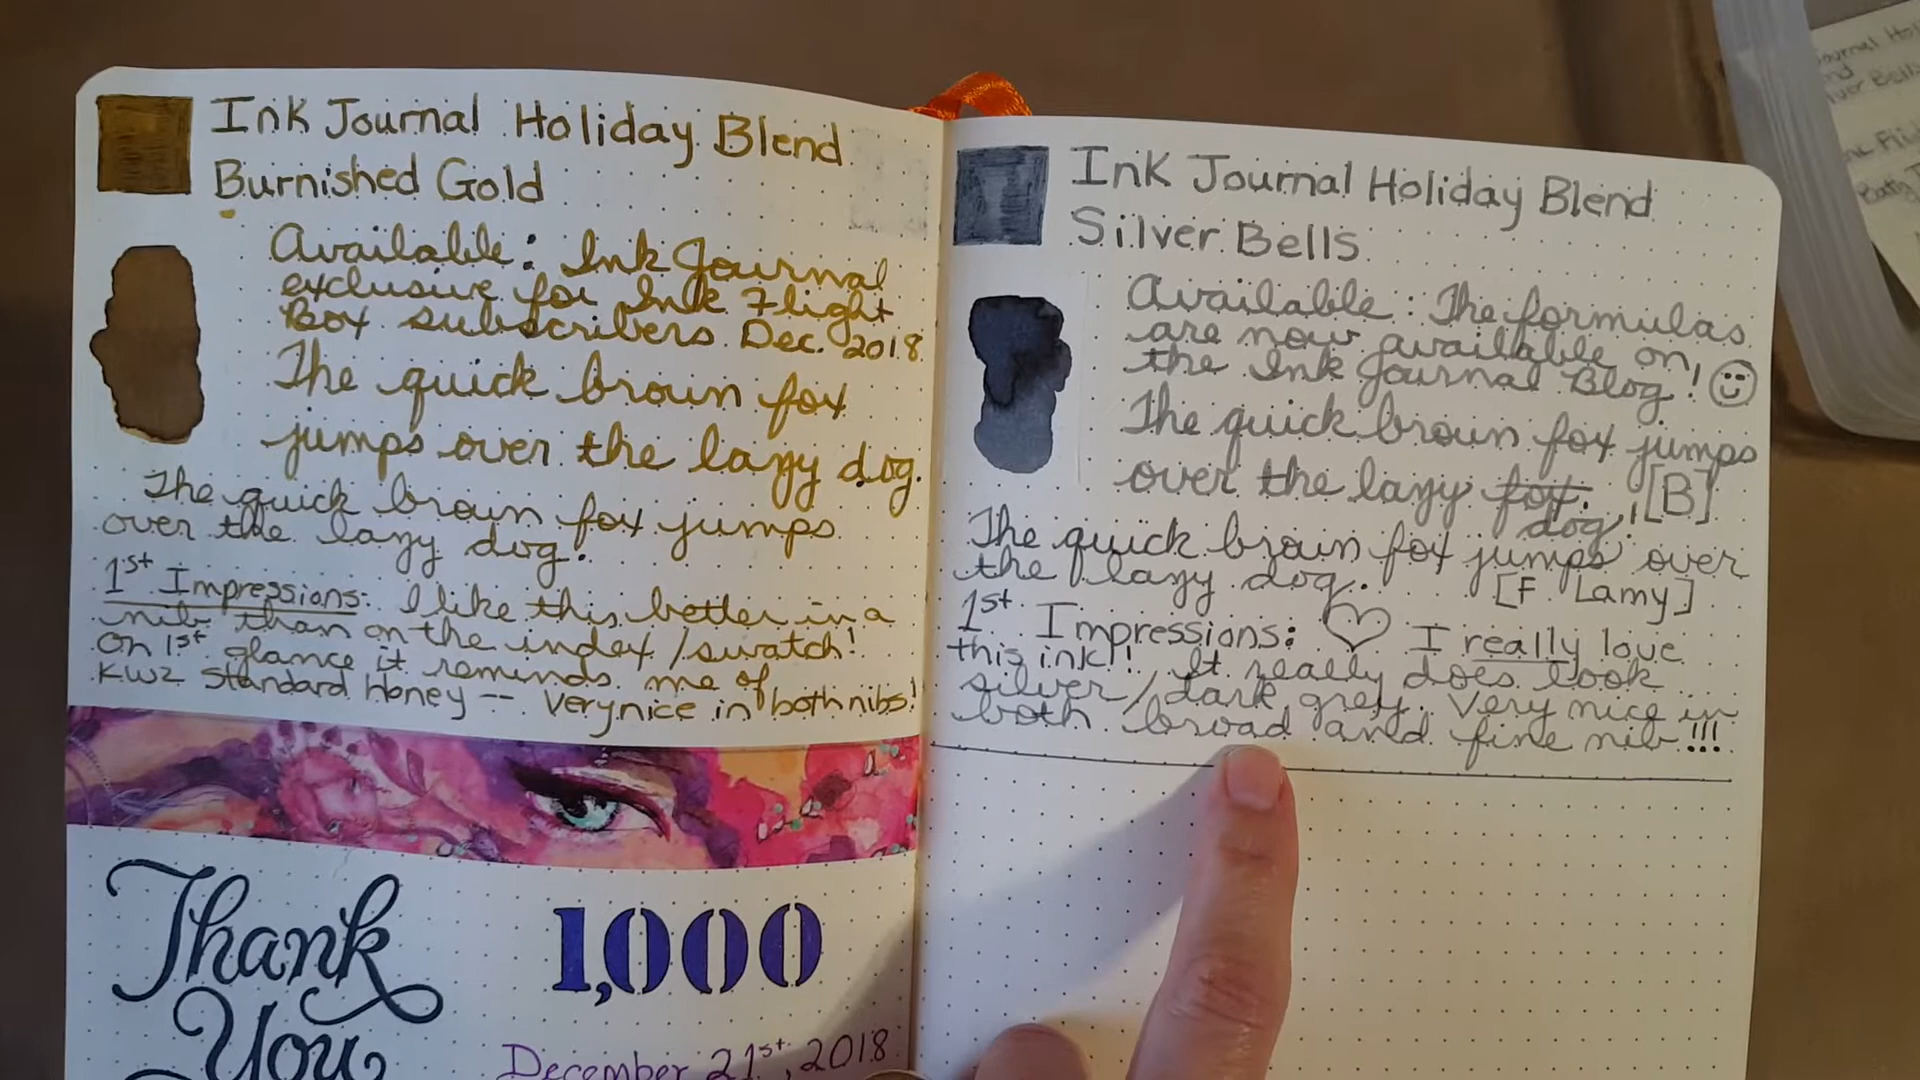 Ink Journal Holiday Blend
Burnished Gold
Available: Ink Journal
exclusive for Ink Flight
Box subscribers Dec. 2018
The quick brown fox
jumps over the lazy dog.
The quick brown fox jumps
over the lazy dog.
1st Impressions: I like this better in a
nib than on the index/swatch!
On 1st glance it reminds me of
KWZ Standard Honey -- Very nice in both nibs!
Thank
You
1,000
December 21st, 2018
Ink Journal Holiday Blend
Silver Bells
Available: The formulas
are now available on
the Ink Journal Blog!
The quick brown fox jumps
over the lazy fox. [B]
dog!
The quick brown fox jumps over
the lazy dog. [F Lamy]
1st Impressions: ♡ I really love
this ink!! It really does look
silver/dark grey. Very nice in
both broad and fine nib!!!
Journal Hol